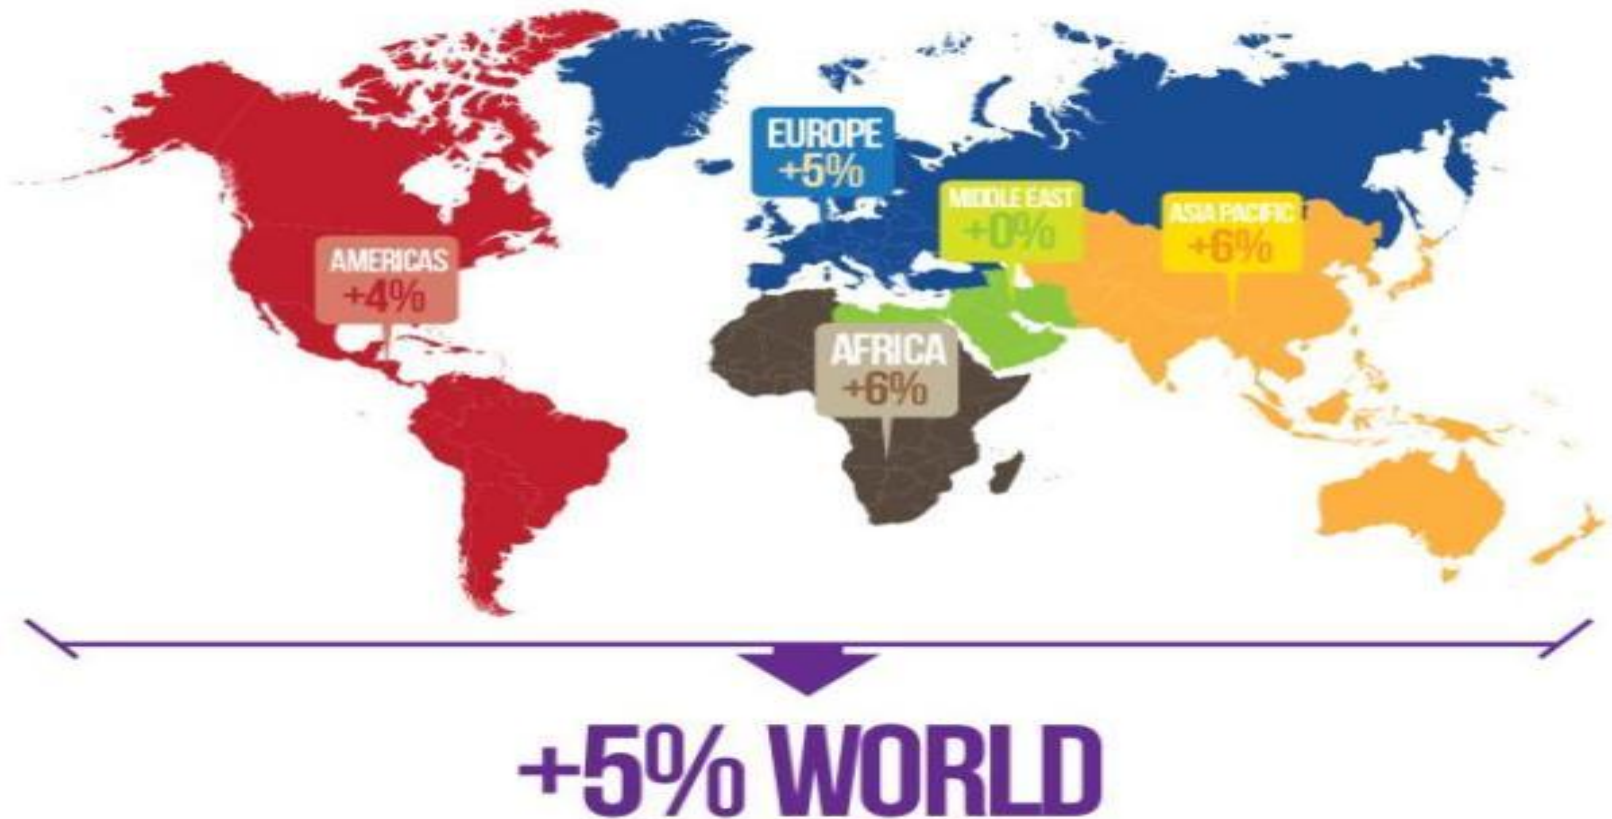 EUROPE
+5%
MIDDLE EAST
+0%
ASIA PACIFIC
+6%
AMERICAS
+4%
AFRICA
+6%
+5% WORLD